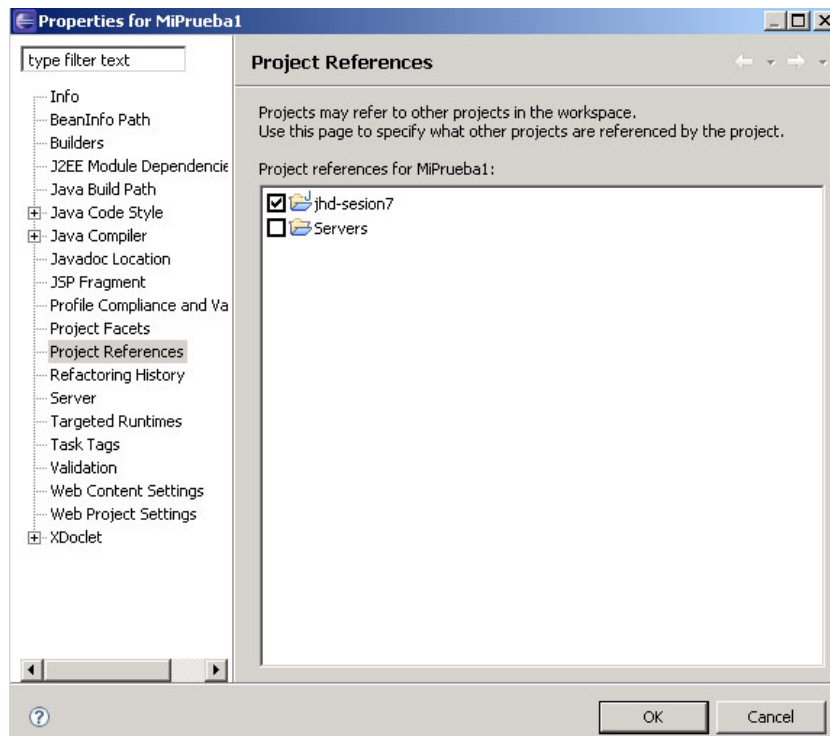 Properties for MiPrueba1
type filter text
Info
BeanInfo Path
Builders
J2EE Module Dependencie
Java Build Path
Java Code Style
Java Compiler
Javadoc Location
JSP Fragment
Profile Compliance and Va
Project Facets
Project References
Refactoring History
Server
Targeted Runtimes
Task Tags
Validation
Web Content Settings
Web Project Settings
XDoclet
Project References
Projects may refer to other projects in the workspace.
Use this page to specify what other projects are referenced by the project.
Project references for MiPrueba1:
jhd-sesion7
Servers
OK
Cancel